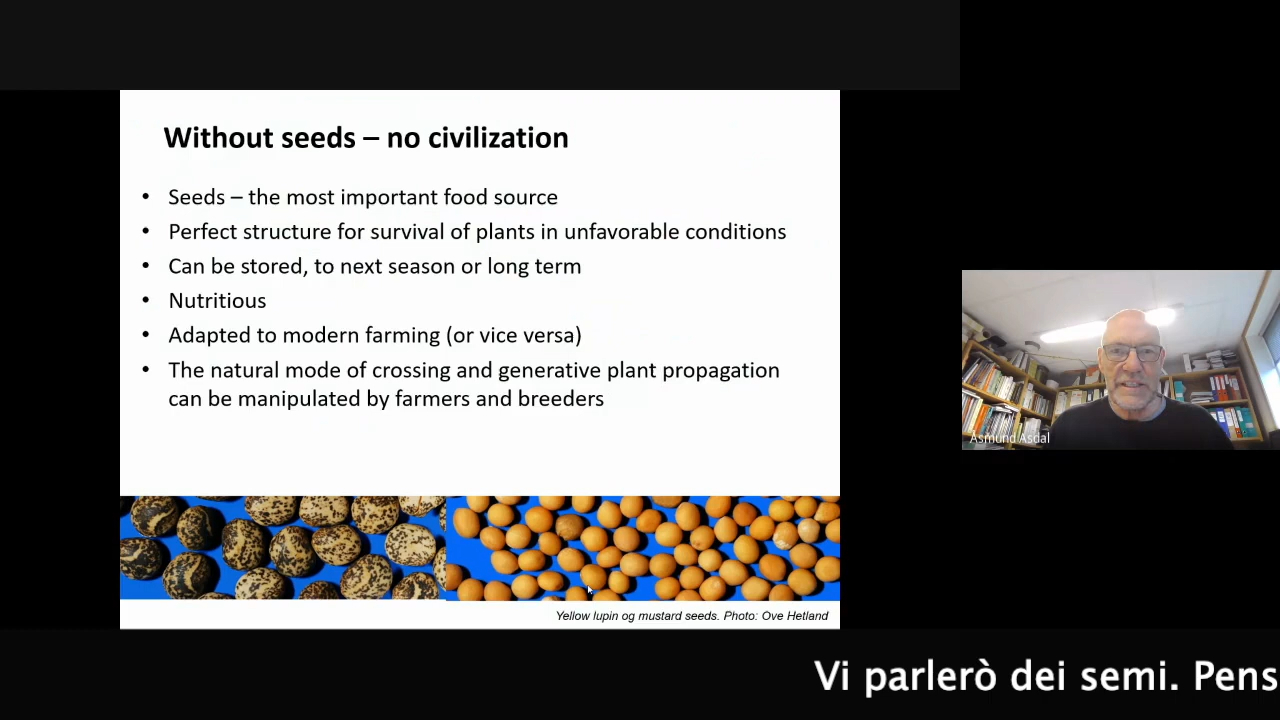 Without seeds – no civilization
• Seeds – the most important food source
• Perfect structure for survival of plants in unfavorable conditions
• Can be stored, to next season or long term
• Nutritious
• Adapted to modern farming (or vice versa)
• The natural mode of crossing and generative plant propagation
can be manipulated by farmers and breeders
Yellow lupin og mustard seeds. Photo: Ove Hetland
Åsmund Asdal
Vi parlerò dei semi. Pens